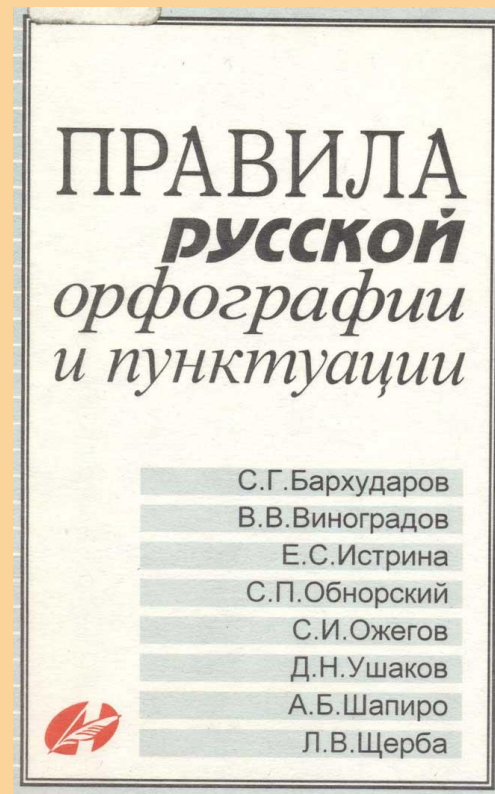 ПРАВИЛА
русской
орфографии
и пунктуации
С.Г.Бархударов
В.В.Виноградов
Е.С.Истрина
С.П.Обнорский
С.И.Ожегов
Д.Н.Ушаков
А.Б.Шапиро
Л.В.Щерба